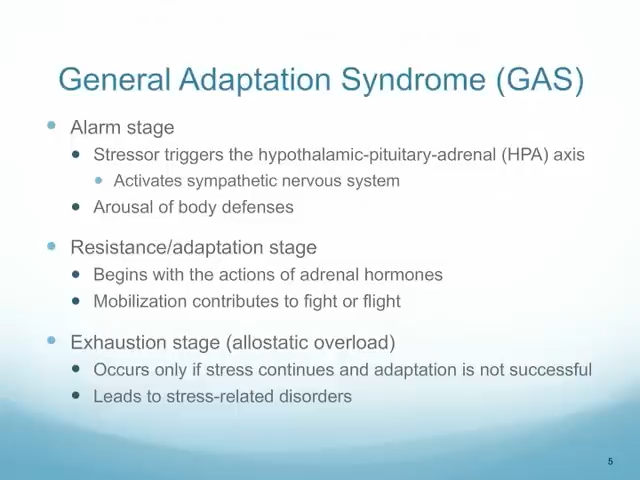 General Adaptation Syndrome (GAS)
• Alarm stage
• Stressor triggers the hypothalamic-pituitary-adrenal (HPA) axis
• Activates sympathetic nervous system
• Arousal of body defenses
• Resistance/adaptation stage
• Begins with the actions of adrenal hormones
• Mobilization contributes to fight or flight
• Exhaustion stage (allostatic overload)
• Occurs only if stress continues and adaptation is not successful
• Leads to stress-related disorders
5